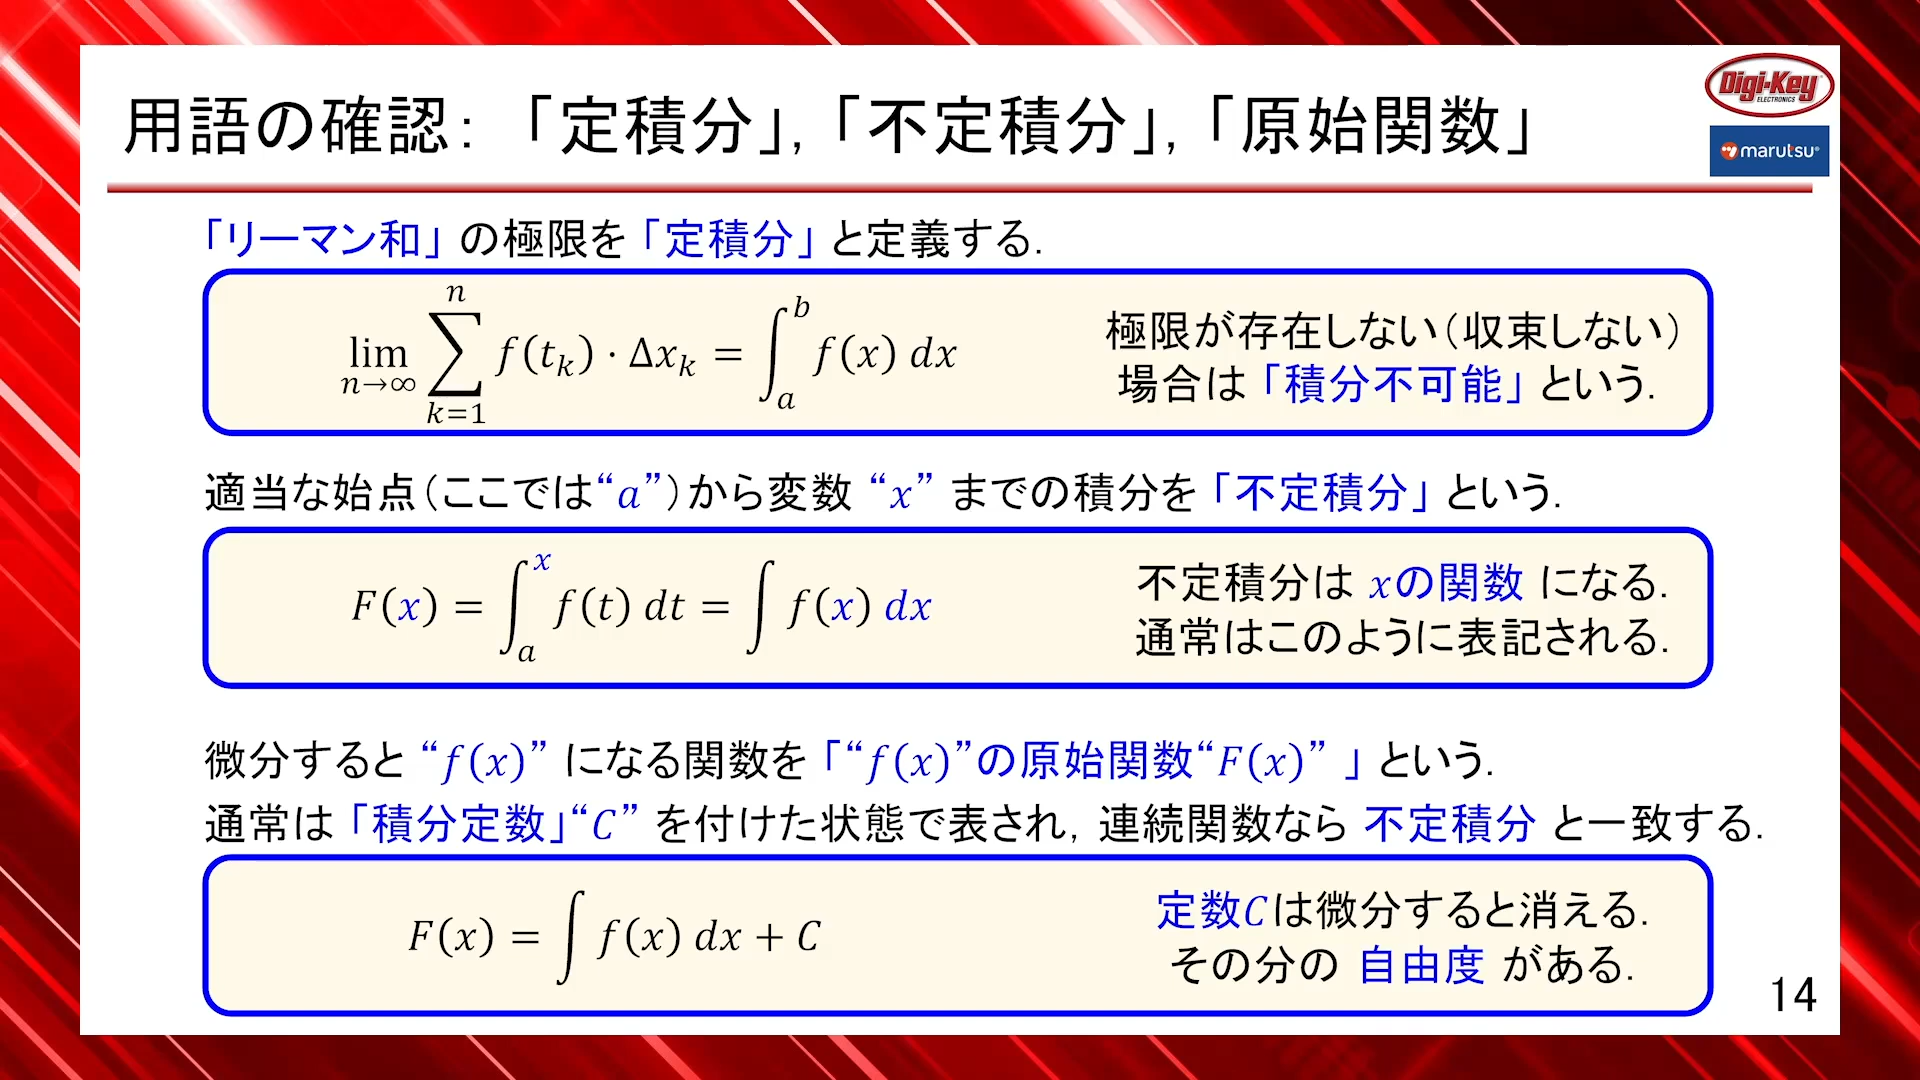 用語の確認: 「定積分」, 「不定積分」, 「原始関数」
Digi-Key
ELECTRONICS
marutsu
「リーマン和」 の極限を 「定積分」 と定義する.
lim_{n→∞} ∑_{k=1}^{n} f(t_k) · Δx_k = ∫_a^b f(x) dx
極限が存在しない(収束しない)
場合は 「積分不可能」 という.
適当な始点(ここでは“a”)から変数 “x” までの積分を 「不定積分」 という.
F(x) = ∫_a^x f(t) dt = ∫ f(x) dx
不定積分は xの関数 になる.
通常はこのように表記される.
微分すると “f(x)” になる関数を 「“f(x)”の原始関数“F(x)” 」 という.
通常は 「積分定数」“C” を付けた状態で表され, 連続関数なら 不定積分 と一致する.
F(x) = ∫ f(x) dx + C
定数Cは微分すると消える.
その分の 自由度 がある.
14